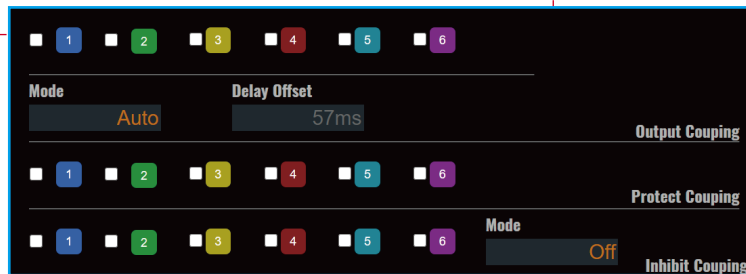 1 2 3 4 5 6
Mode Delay Offset
Auto 57ms
Output Couping
1 2 3 4 5 6
Protect Couping
1 2 3 4 5 6
Mode
Off
Inhibit Couping